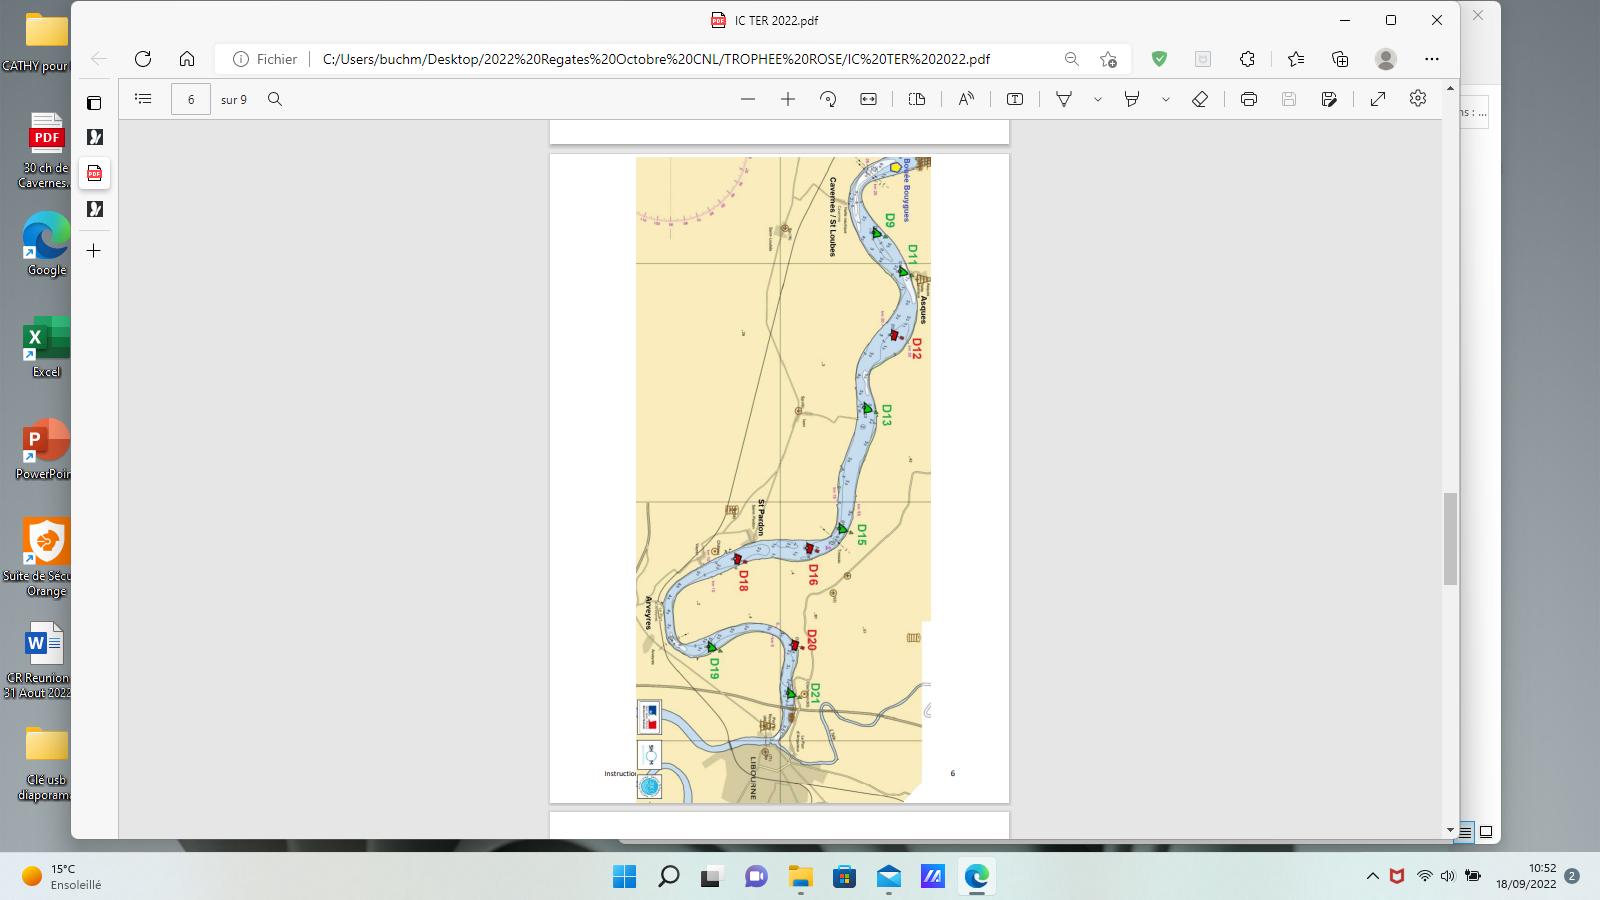 IC TER 2022.pdf
Fichier
C:/Users/buchm/Desktop/2022%20Regates%20Octobre%20CNL/TROPHEE%20ROSE/IC%20TER%202022.pdf
6
sur 9
CATHY pour
PDF
30 ch de
Cavernes...
Google
Excel
PowerPoin
Suite de Sécu
Orange
CR Reunion
31 Aout 2022
Clé usb
diaporam
ns : ...
Bouée Bouygues
Cavernes / St Loubes
D9
D11
Asques
D12
D13
St Pardon
D15
D16
D18
Arveyres
D19
D20
D21
LIBOURNE
Instruction
6
15°C
Ensoleillé
10:52
18/09/2022
2